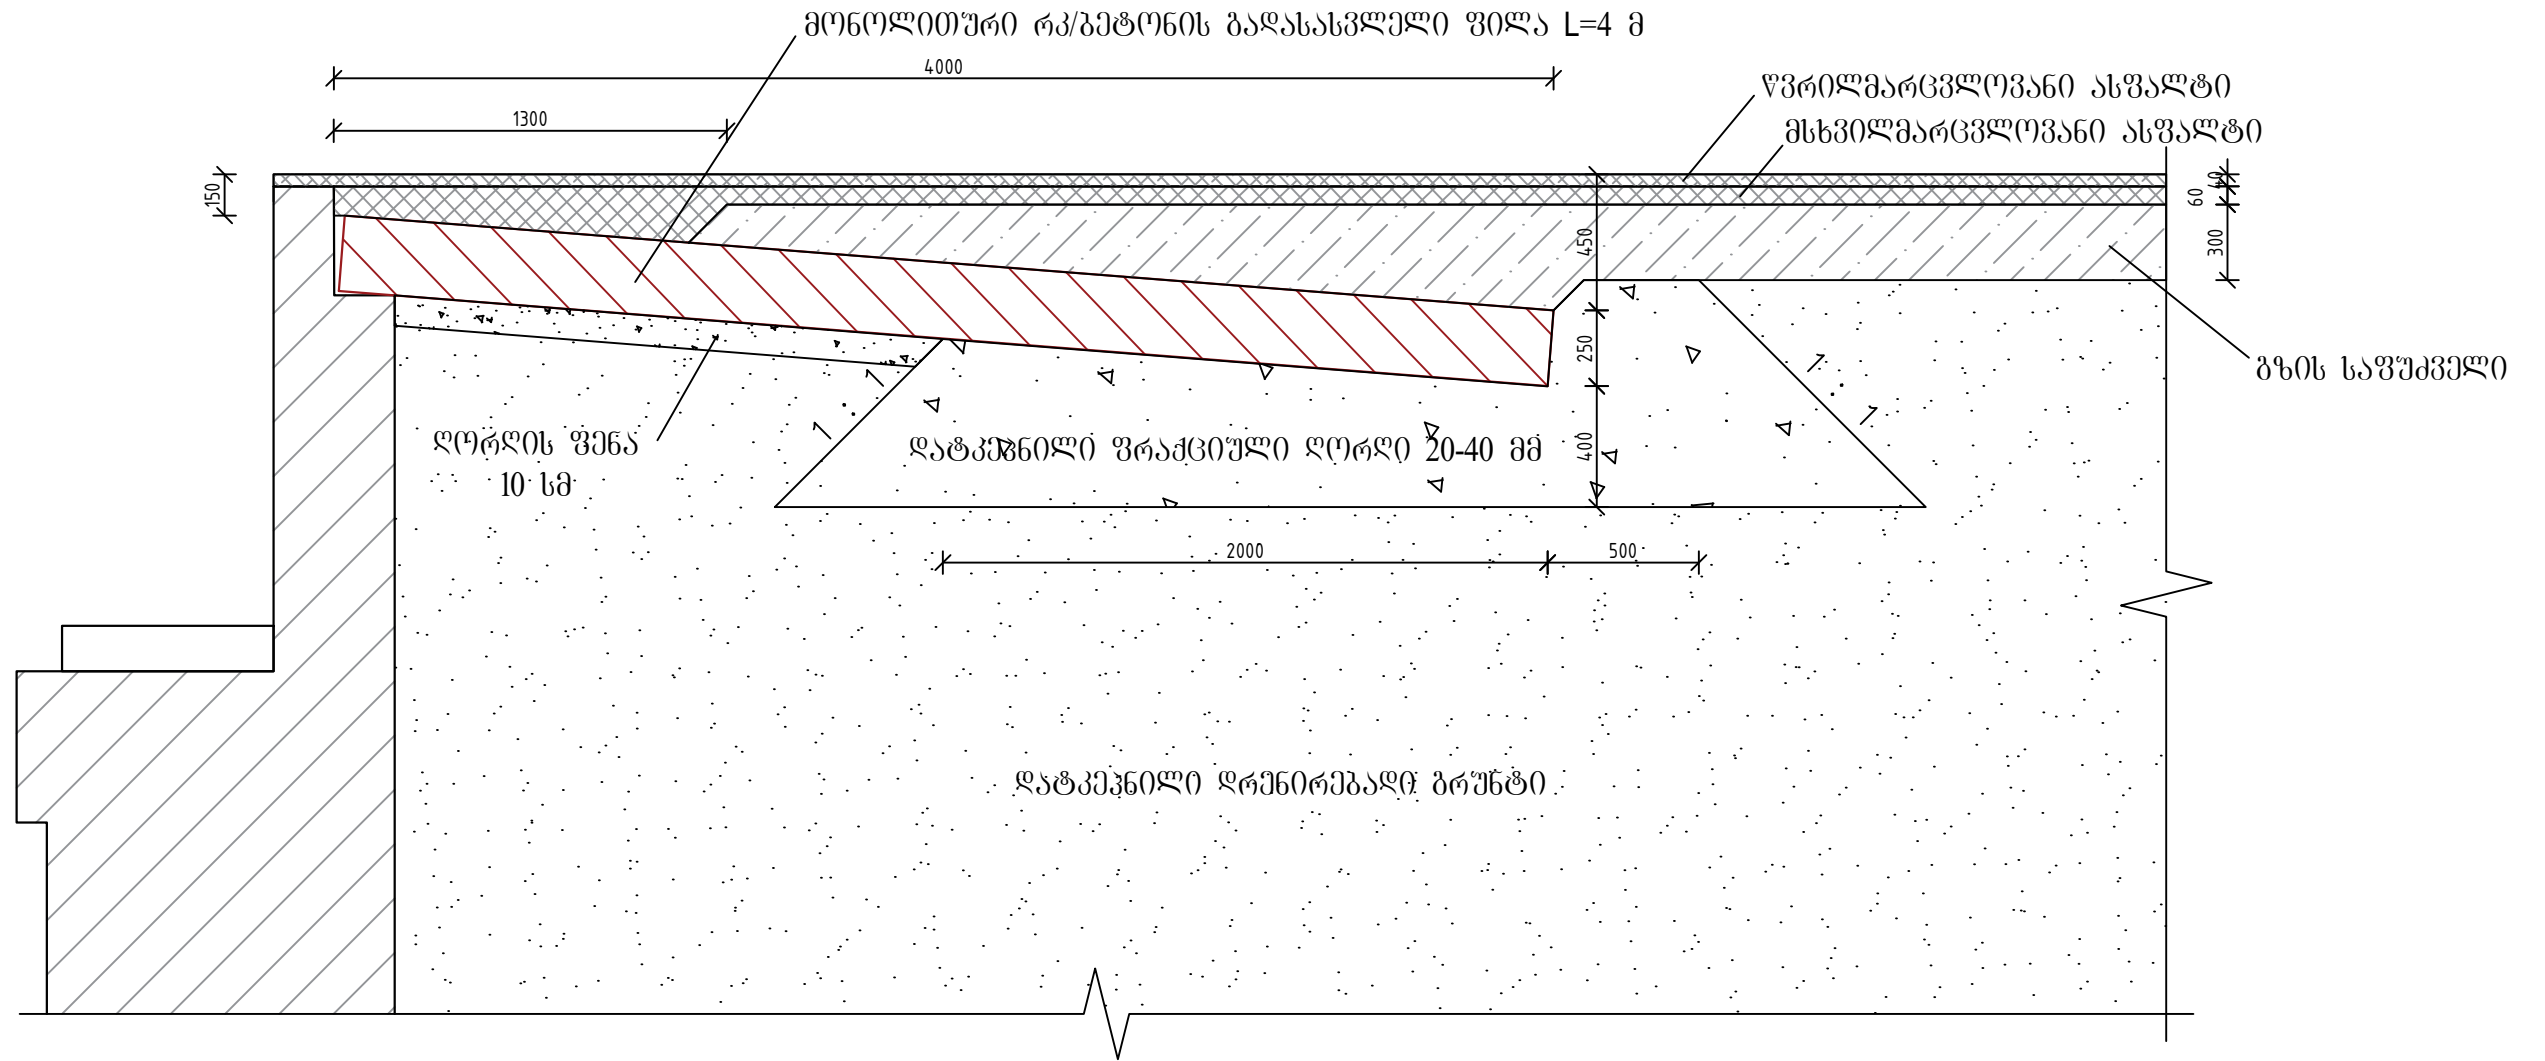 მონოლითური რკ/ბეტონის გადასასვლელი ფილა L=4 მ
4000
წვრილმარცვლოვანი ასფალტი
1300
მსხვილმარცვლოვანი ასფალტი
150
40
60
450
300
250
გზის საფუძველი
1 : 1
1 : 1
ღორღის ფენა
10 სმ
დატკეპნილი ფრაქციული ღორღი 20-40 მმ
400
2000
500
დატკეპნილი დრენირებადი გრუნტი